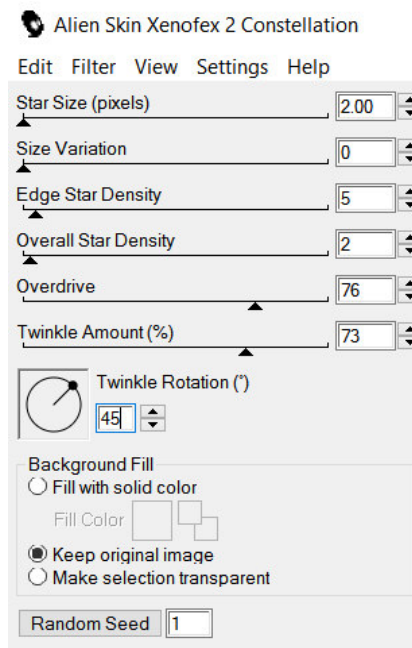 Alien Skin Xenofex 2 Constellation
Edit Filter View Settings Help
Star Size (pixels) 2.00
Size Variation 0
Edge Star Density 5
Overall Star Density 2
Overdrive 76
Twinkle Amount (%) 73
Twinkle Rotation (°)
45
Background Fill
Fill with solid color
Fill Color
Keep original image
Make selection transparent
Random Seed 1